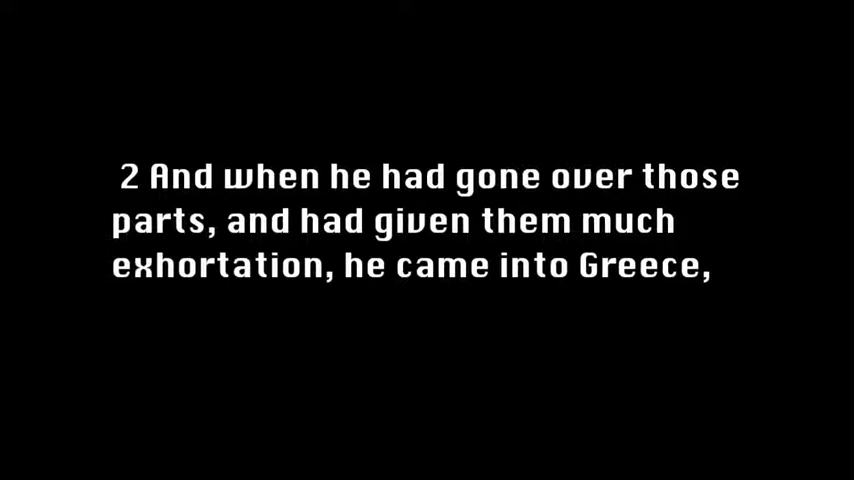 2 And when he had gone over those
parts, and had given them much
exhortation, he came into Greece,